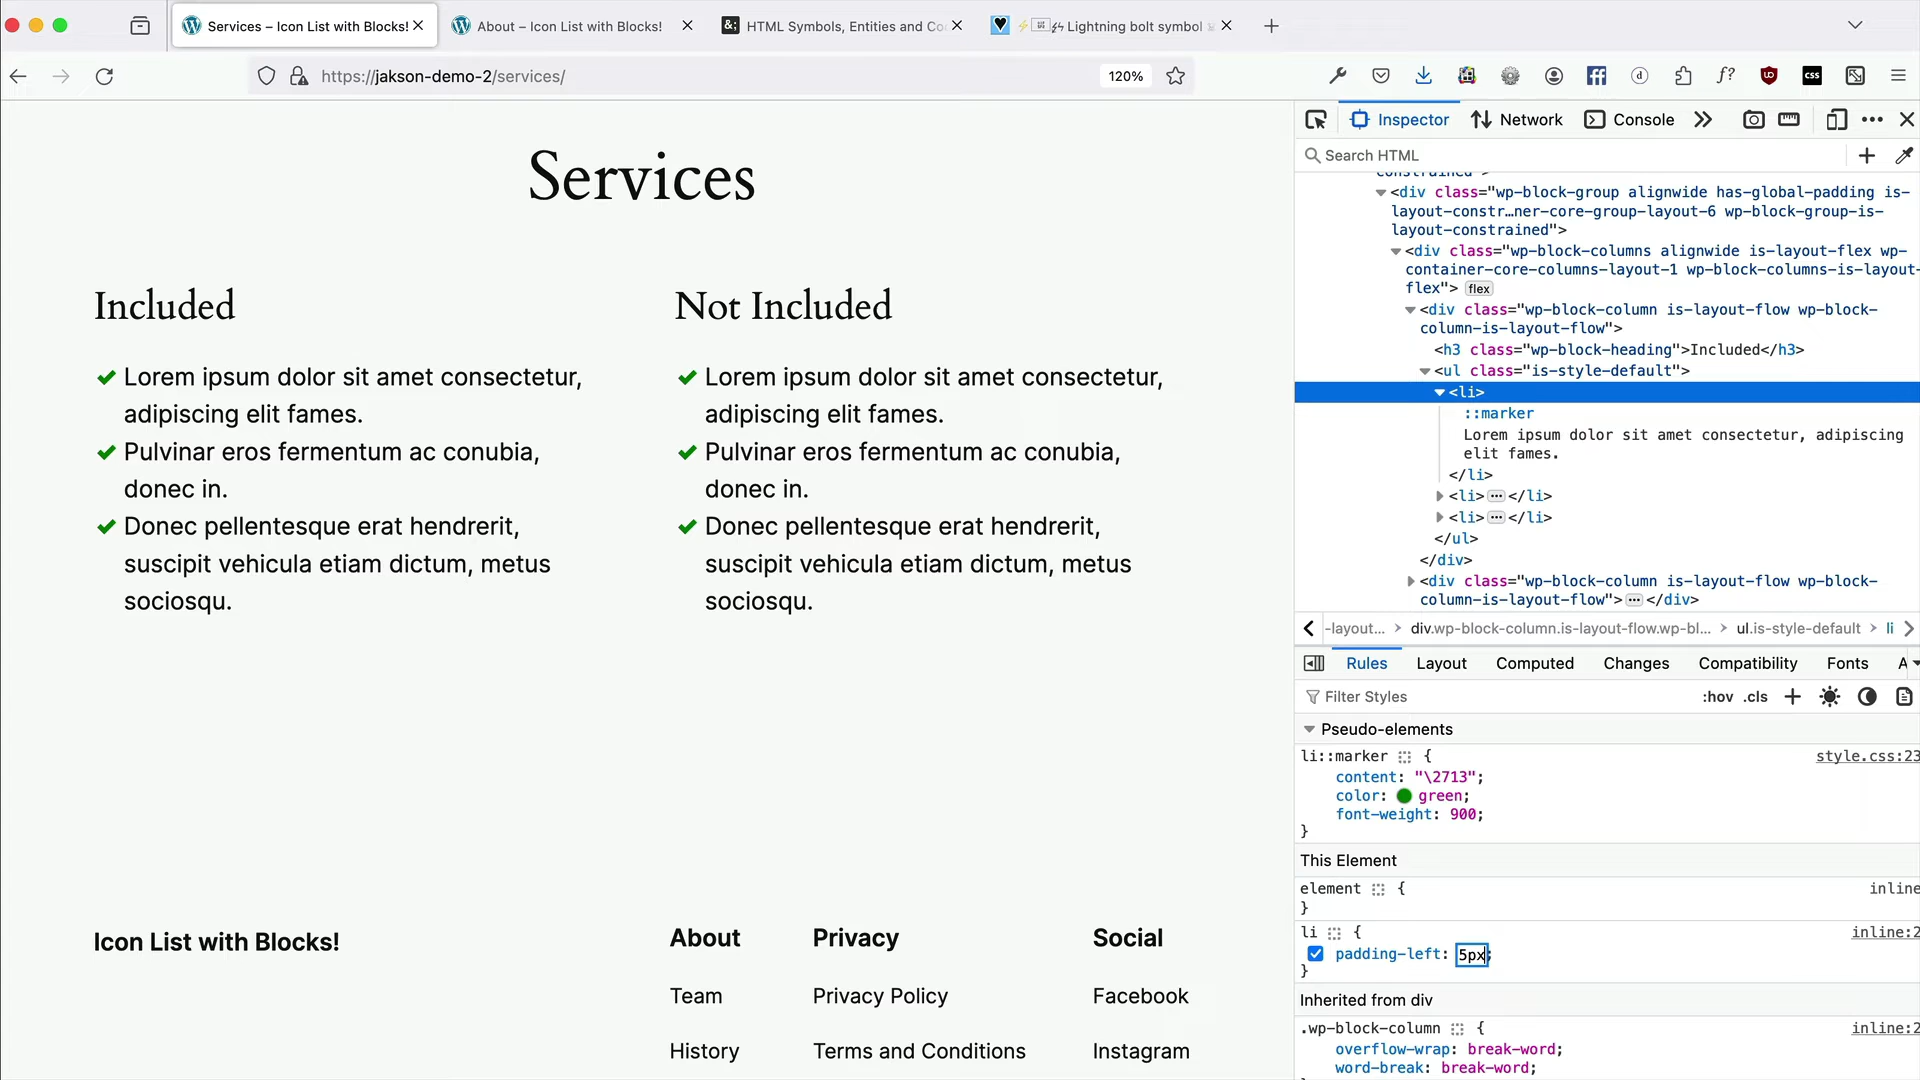 Services – Icon List with Blocks!
About – Icon List with Blocks!
HTML Symbols, Entities and Co
Lightning bolt symbol
https://jakson-demo-2/services/
120%
Inspector
Network
Console
Search HTML
constrained">
<div class="wp-block-group alignwide has-global-padding is-
layout-constr…ner-core-group-layout-6 wp-block-group-is-
layout-constrained">
<div class="wp-block-columns alignwide is-layout-flex wp-
container-core-columns-layout-1 wp-block-columns-is-layout-
flex"> flex
<div class="wp-block-column is-layout-flow wp-block-
column-is-layout-flow">
<h3 class="wp-block-heading">Included</h3>
<ul class="is-style-default">
<li>
::marker
Lorem ipsum dolor sit amet consectetur, adipiscing
elit fames.
</li>
<li> ••• </li>
<li> ••• </li>
</ul>
</div>
<div class="wp-block-column is-layout-flow wp-block-
column-is-layout-flow"> ••• </div>
-layout... > div.wp-block-column.is-layout-flow.wp-bl... > ul.is-style-default > li
Rules
Layout
Computed
Changes
Compatibility
Fonts
A
Filter Styles
:hov .cls
Pseudo-elements
li::marker {
style.css:23
content: "\2713";
color: green;
font-weight: 900;
}
This Element
element {
inline
}
li {
inline:2
padding-left: 5px;
}
Inherited from div
.wp-block-column {
inline:2
overflow-wrap: break-word;
word-break: break-word;
Services
Included
✔ Lorem ipsum dolor sit amet consectetur,
adipiscing elit fames.
✔ Pulvinar eros fermentum ac conubia,
donec in.
✔ Donec pellentesque erat hendrerit,
suscipit vehicula etiam dictum, metus
sociosqu.
Not Included
✔ Lorem ipsum dolor sit amet consectetur,
adipiscing elit fames.
✔ Pulvinar eros fermentum ac conubia,
donec in.
✔ Donec pellentesque erat hendrerit,
suscipit vehicula etiam dictum, metus
sociosqu.
Icon List with Blocks!
About
Team
History
Privacy
Privacy Policy
Terms and Conditions
Social
Facebook
Instagram